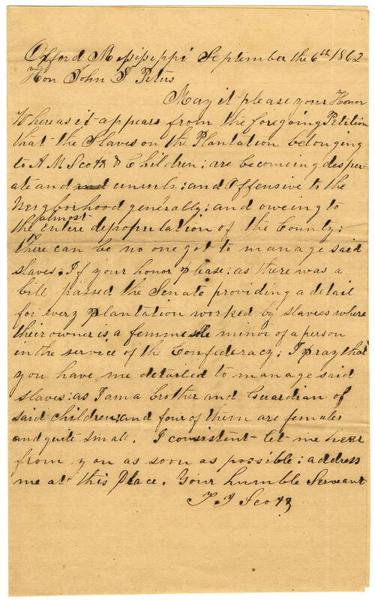 Offord Mississippi September the 6th 1862
Hon John J Petus
May it please your Honor
Whereas it appears from the foregoing Petition
that the Slaves on the Plantation belonging
to A. M. Scott & Children; are becoming desper-
ate and unruly; and offensive to the
Neighborhood generally; and oweing to
the almost entire depopulation of the County;
there can be no one got to manage said
slaves; If your honor please; as there was a
bill passed the Senate providing a detail
for every plantation worked by slaves where
their owner is a femme sole minor of a person
in the service of the Confederacy; I pray that
you have me detailed to manage said
slaves; as I am a brother and Guardian of
said children; and four of them are females
and quite small. I consistent let me hear
from you as soon as possible; address
me at this Place. Your humble Servant
Scott